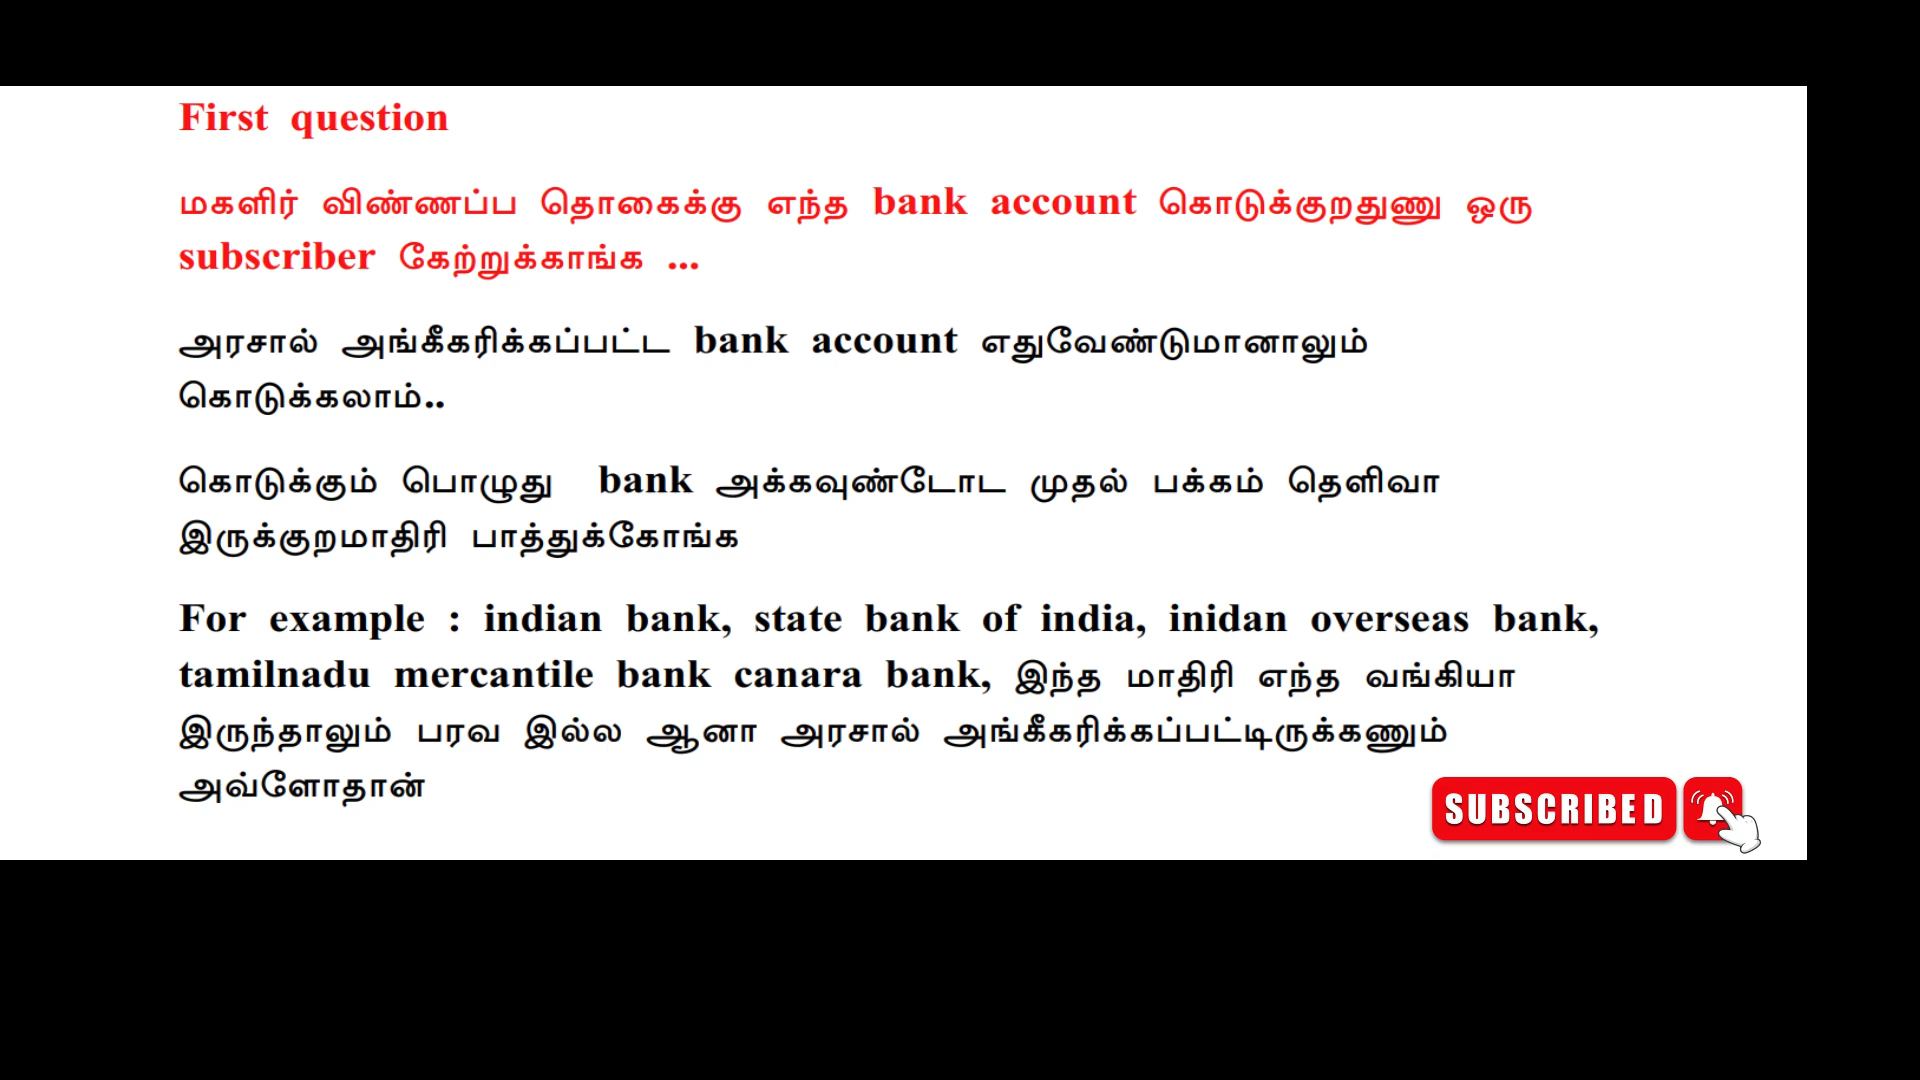 First question
மகளிர் விண்ணப்ப தொகைக்கு எந்த bank account கொடுக்குறதுணு ஒரு
subscriber கேற்றுக்காங்க ...
அரசால் அங்கீகரிக்கப்பட்ட bank account எதுவேண்டுமானாலும்
கொடுக்கலாம்..
கொடுக்கும் பொழுது bank அக்கவுண்டோட முதல் பக்கம் தெளிவா
இருக்குறமாதிரி பாத்துக்கோங்க
For example : indian bank, state bank of india, inidan overseas bank,
tamilnadu mercantile bank canara bank, இந்த மாதிரி எந்த வங்கியா
இருந்தாலும் பரவ இல்ல ஆனா அரசால் அங்கீகரிக்கப்பட்டிருக்கணும்
அவ்ளோதான்
SUBSCRIBED